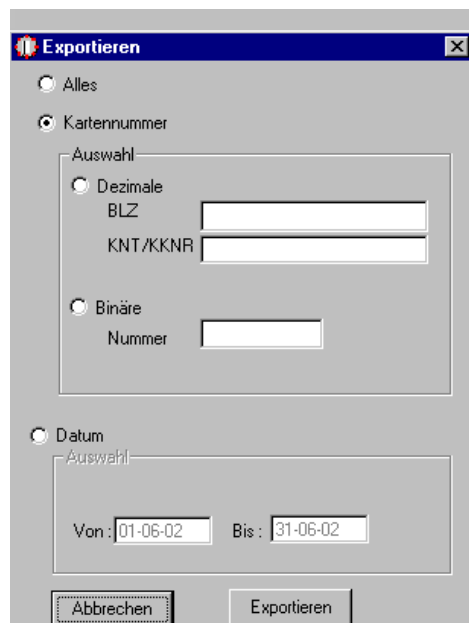 Exportieren
Alles
Kartennummer
Auswahl
Dezimale
BLZ
KNT/KKNR
Binäre
Nummer
Datum
Auswahl
Von : 01-06-02 Bis : 31-06-02
Abbrechen Exportieren